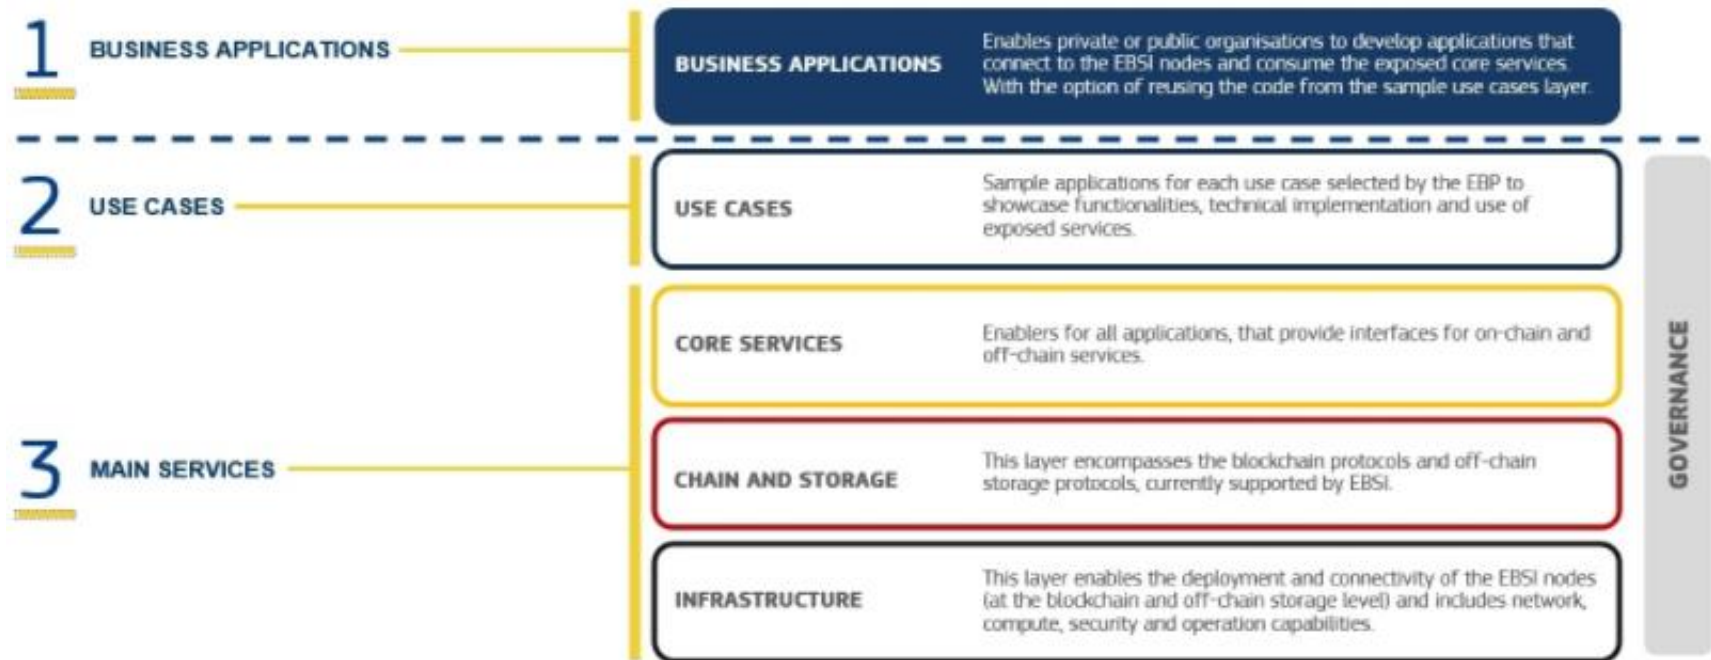 1
BUSINESS APPLICATIONS
BUSINESS APPLICATIONS
Enables private or public organisations to develop applications that
connect to the EBSI nodes and consume the exposed core services.
With the option of reusing the code from the sample use cases layer.
2
USE CASES
USE CASES
Sample applications for each use case selected by the EBP to
showcase functionalities, technical implementation and use of
exposed services.
3
MAIN SERVICES
CORE SERVICES
Enablers for all applications, that provide interfaces for on-chain and
off-chain services.
CHAIN AND STORAGE
This layer encompasses the blockchain protocols and off-chain
storage protocols, currently supported by EBSI.
INFRASTRUCTURE
This layer enables the deployment and connectivity of the EBSI nodes
(at the blockchain and off-chain storage level) and includes network,
compute, security and operation capabilities.
GOVERNANCE